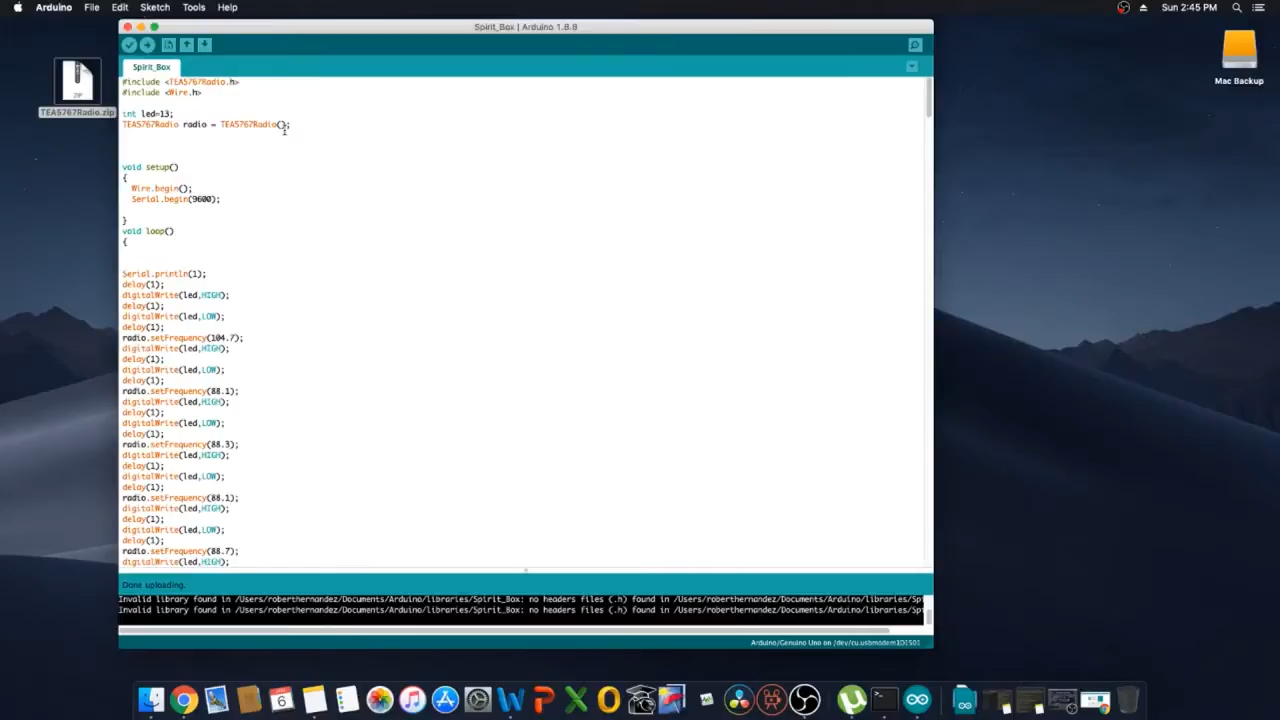 Arduino File Edit Sketch Tools Help
Sun 2:45 PM
Spirit_Box | Arduino 1.8.8
Spirit_Box
#include <TEA5767Radio.h>
#include <Wire.h>
int led=13;
TEA5767Radio radio = TEA5767Radio();
void setup()
{
Wire.begin();
Serial.begin(9600);
}
void loop()
{
Serial.println(1);
delay(1);
digitalWrite(led,HIGH);
delay(1);
digitalWrite(led,LOW);
delay(1);
radio.setFrequency(104.7);
digitalWrite(led,HIGH);
delay(1);
digitalWrite(led,LOW);
delay(1);
radio.setFrequency(88.1);
digitalWrite(led,HIGH);
delay(1);
digitalWrite(led,LOW);
delay(1);
radio.setFrequency(88.3);
digitalWrite(led,HIGH);
delay(1);
digitalWrite(led,LOW);
delay(1);
radio.setFrequency(88.1);
digitalWrite(led,HIGH);
delay(1);
digitalWrite(led,LOW);
delay(1);
radio.setFrequency(88.7);
digitalWrite(led,HIGH);
Done uploading.
Invalid library found in /Users/roberthernandez/Documents/Arduino/libraries/Spirit_Box: no headers files (.h) found in /Users/roberthernandez/Documents/Arduino/libraries/Spi
Invalid library found in /Users/roberthernandez/Documents/Arduino/libraries/Spirit_Box: no headers files (.h) found in /Users/roberthernandez/Documents/Arduino/libraries/Spi
Arduino/Genuino Uno on /dev/cu.usbmodem1D1501
ZIP
TEA5767Radio.zip
Mac Backup
6